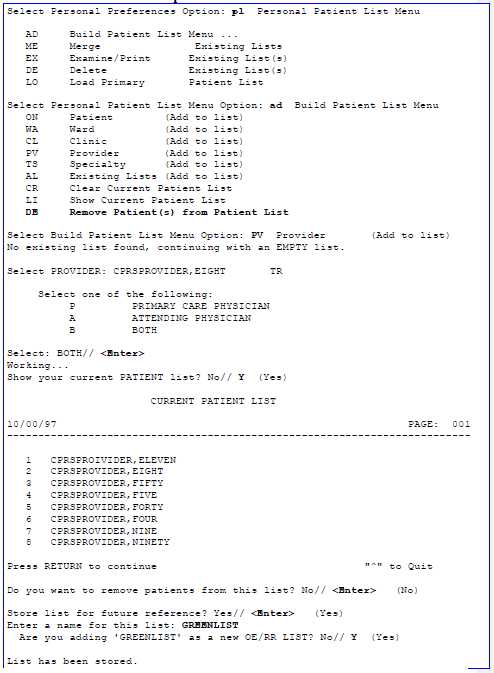 Select Personal Preferences Option: pl  Personal Patient List Menu
AD     Build Patient List Menu ...
ME     Merge               Existing Lists
EX     Examine/Print      Existing List(s)
DE     Delete             Existing List(s)
LO     Load Primary       Patient List
Select Personal Patient List Menu Option: ad  Build Patient List Menu
ON     Patient        (Add to list)
WA     Ward           (Add to list)
CL     Clinic         (Add to list)
PV     Provider       (Add to list)
TS     Specialty      (Add to list)
AL     Existing Lists (Add to list)
CR     Clear Current Patient List
LI     Show Current Patient List
DE     Remove Patient(s) from Patient List
Select Build Patient List Menu Option: PV  Provider       (Add to list)
No existing list found, continuing with an EMPTY list.
Select PROVIDER: CPRSPROVIDER,EIGHT       TR
Select one of the following:
P         PRIMARY CARE PHYSICIAN
A         ATTENDING PHYSICIAN
B         BOTH
Select: BOTH// <Enter>
Working...
Show your current PATIENT list? No// Y  (Yes)
CURRENT PATIENT LIST
10/00/97                    PAGE:  001
1   CPRSPROIVIDER,ELEVEN
2   CPRSPROVIDER,EIGHT
3   CPRSPROVIDER,FIFTY
4   CPRSPROVIDER,FIVE
5   CPRSPROVIDER,FORTY
6   CPRSPROVIDER,FOUR
7   CPRSPROVIDER,NINE
8   CPRSPROVIDER,NINETY
Press RETURN to continue                    "^" to Quit
Do you want to remove patients from this list? No// <Enter>   (No)
Store list for future reference? Yes// <Enter>   (Yes)
Enter a name for this list: GREENLIST
Are you adding 'GREENLIST' as a new OE/RR LIST? No// Y  (Yes)
List has been stored.